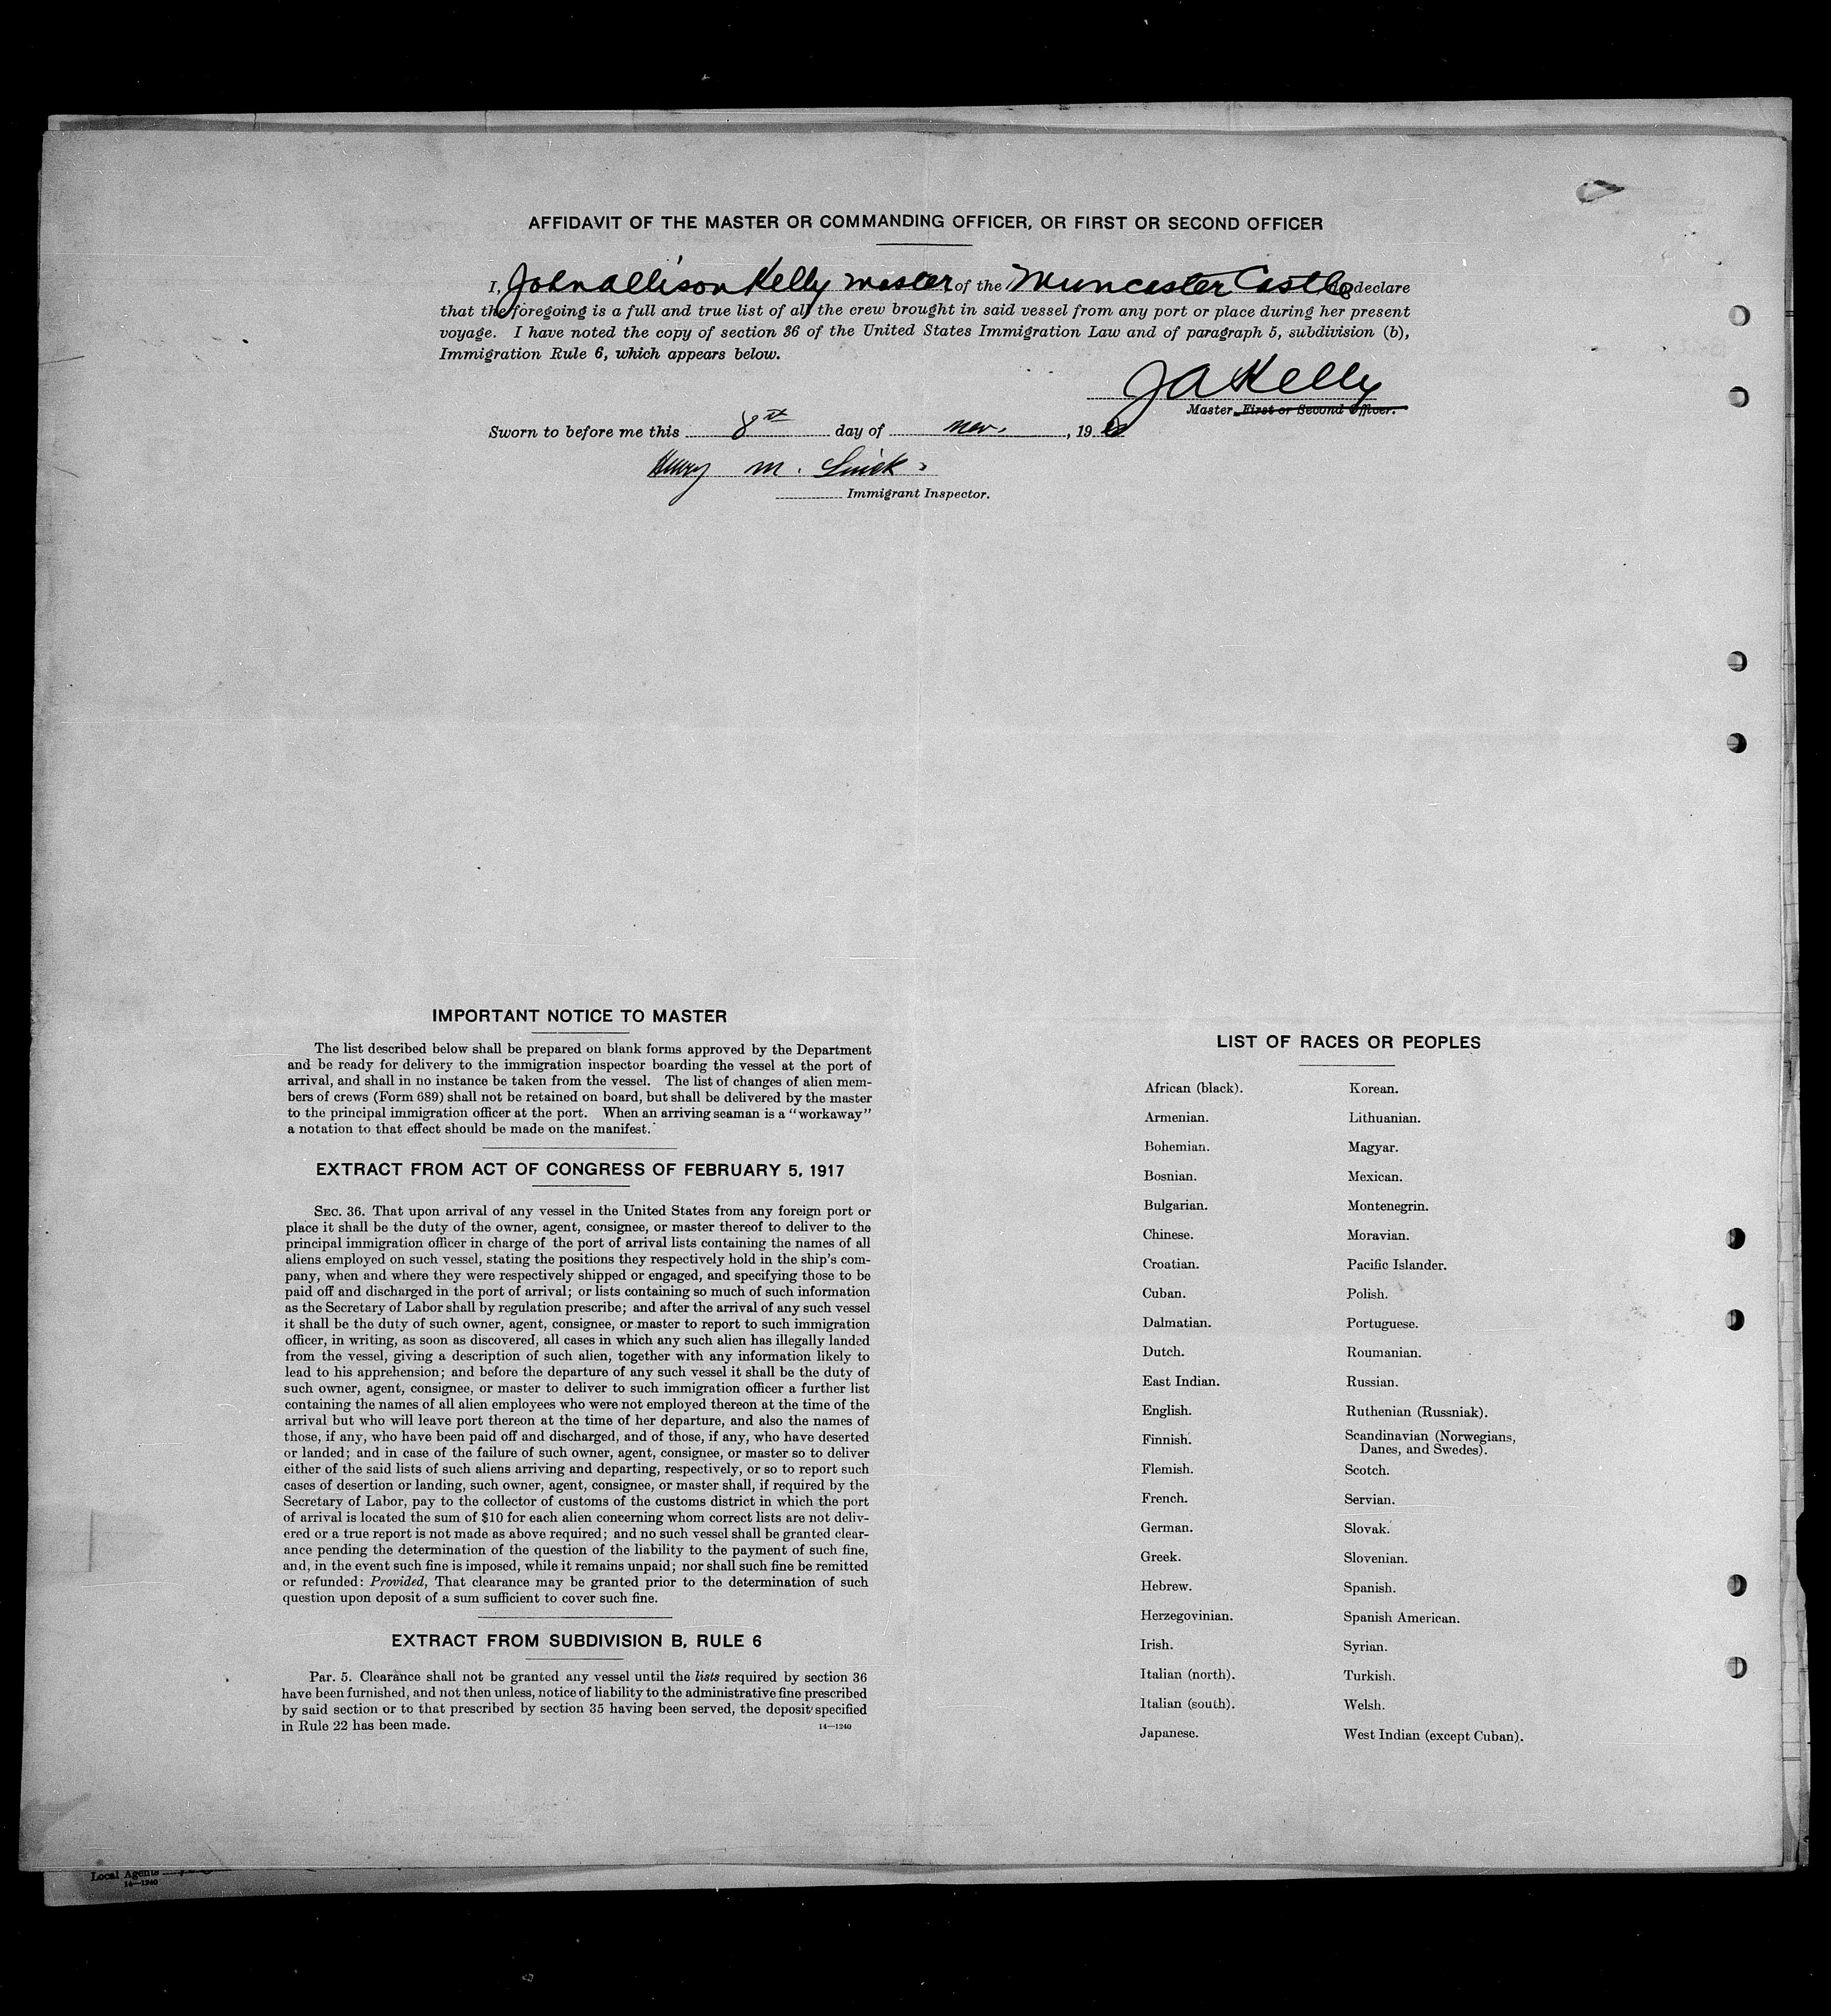 AFFIDAVIT OF THE MASTER OR COMMANDING OFFICER, OR FIRST OR SECOND OFFICER
I, John Allison Kelly master of the Muncaster Castle do declare
that the foregoing is a full and true list of all the crew brought in said vessel from any port or place during her present
voyage. I have noted the copy of section 36 of the United States Immigration Law and of paragraph 5, subdivision (b),
Immigration Rule 6, which appears below.
J A Kelly
Master, First or Second Officer.
Sworn to before me this 8th day of Nov., 19
Henry M.
Immigrant Inspector.
IMPORTANT NOTICE TO MASTER
The list described below shall be prepared on blank forms approved by the Department
and be ready for delivery to the immigration inspector boarding the vessel at the port of
arrival, and shall in no instance be taken from the vessel. The list of changes of alien mem-
bers of crews (Form 689) shall not be retained on board, but shall be delivered by the master
to the principal immigration officer at the port. When an arriving seaman is a "workaway"
a notation to that effect should be made on the manifest.
EXTRACT FROM ACT OF CONGRESS OF FEBRUARY 5, 1917
SEC. 36. That upon arrival of any vessel in the United States from any foreign port or
place it shall be the duty of the owner, agent, consignee, or master thereof to deliver to the
principal immigration officer in charge of the port of arrival lists containing the names of all
aliens employed on such vessel, stating the positions they respectively hold in the ship's com-
pany, when and where they were respectively shipped or engaged, and specifying those to be
paid off and discharged in the port of arrival; or lists containing so much of such information
as the Secretary of Labor shall by regulation prescribe; and after the arrival of any such vessel
it shall be the duty of such owner, agent, consignee, or master to report to such immigration
officer, in writing, as soon as discovered, all cases in which any such alien has illegally landed
from the vessel, giving a description of such alien, together with any information likely to
lead to his apprehension; and before the departure of any such vessel it shall be the duty of
such owner, agent, consignee, or master to deliver to such immigration officer a further list
containing the names of all alien employees who were not employed thereon at the time of the
arrival but who will leave port thereon at the time of her departure, and also the names of
those, if any, who have been paid off and discharged, and of those, if any, who have deserted
or landed; and in case of the failure of such owner, agent, consignee, or master so to deliver
either of the said lists of such aliens arriving and departing, respectively, or so to report such
cases of desertion or landing, such owner, agent, consignee, or master shall, if required by the
Secretary of Labor, pay to the collector of customs of the customs district in which the port
of arrival is located the sum of $10 for each alien concerning whom correct lists are not deliv-
ered or a true report is not made as above required; and no such vessel shall be granted clear-
ance pending the determination of the question of the liability to the payment of such fine,
and, in the event such fine is imposed, while it remains unpaid; nor shall such fine be remitted
or refunded: Provided, That clearance may be granted prior to the determination of such
question upon deposit of a sum sufficient to cover such fine.
EXTRACT FROM SUBDIVISION B, RULE 6
Par. 5. Clearance shall not be granted any vessel until the lists required by section 36
have been furnished, and not then unless, notice of liability to the administrative fine prescribed
by said section or to that prescribed by section 35 having been served, the deposit specified
in Rule 22 has been made.
14—1240
LIST OF RACES OR PEOPLES
African (black).
Armenian.
Bohemian.
Bosnian.
Bulgarian.
Chinese.
Croatian.
Cuban.
Dalmatian.
Dutch.
East Indian.
English.
Finnish.
Flemish.
French.
German.
Greek.
Hebrew.
Herzegovinian.
Irish.
Italian (north).
Italian (south).
Japanese.
Korean.
Lithuanian.
Magyar.
Mexican.
Montenegrin.
Moravian.
Pacific Islander.
Polish.
Portuguese.
Roumanian.
Russian.
Ruthenian (Russniak).
Scandinavian (Norwegians,
Danes, and Swedes).
Scotch.
Servian.
Slovak.
Slovenian.
Spanish.
Spanish American.
Syrian.
Turkish.
Welsh.
West Indian (except Cuban).
Local Agents
14—1240